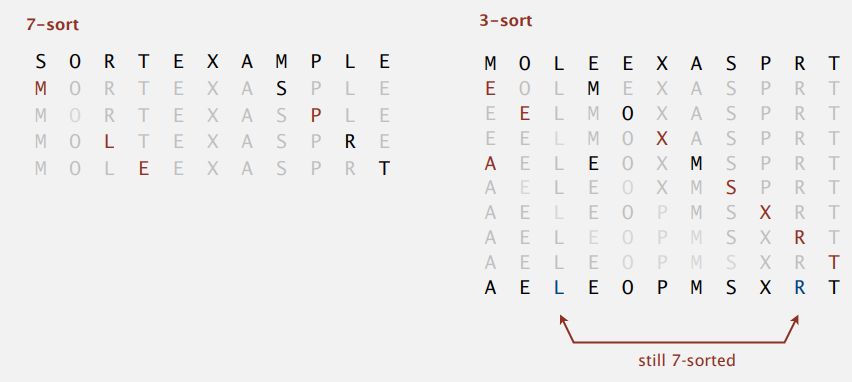 7-sort
S O R T E X A M P L E
M O R T E X A S P L E
M O R T E X A S P L E
M O L T E X A S P R E
M O L E E X A S P R T
3-sort
M O L E E X A S P R T
E O L M E X A S P R T
E E L M O X A S P R T
E E L M O X A S P R T
A E L E O X M S P R T
A E L E O X M S P R T
A E L E O P M S X R T
A E L E O P M S X R T
A E L E O P M S X R T
A E L E O P M S X R T
still 7-sorted